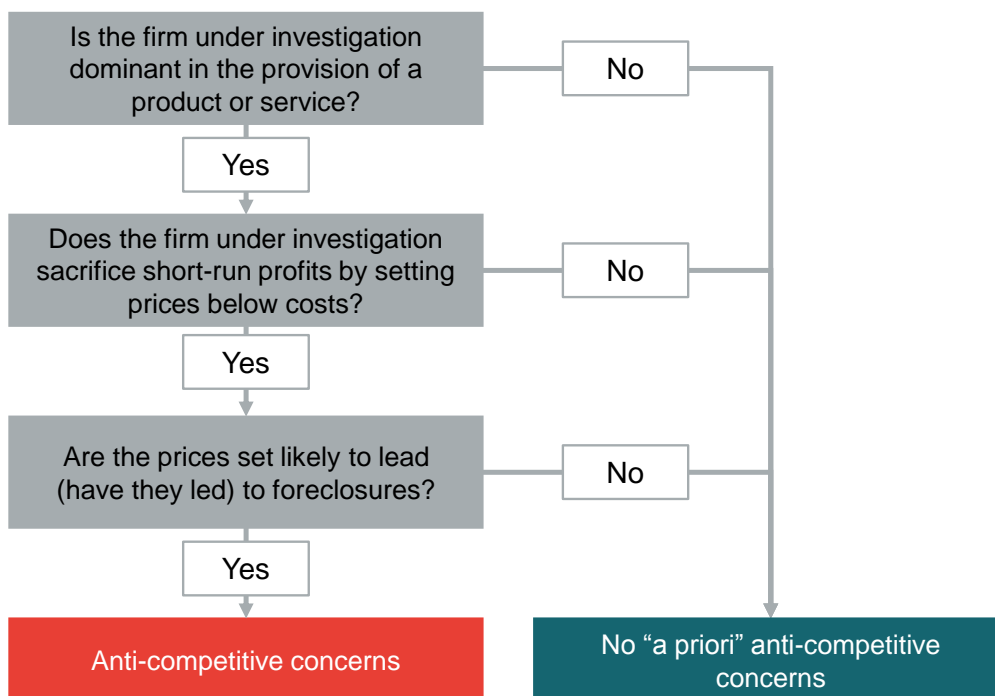 Is the firm under investigation
dominant in the provision of a
product or service?
No
Yes
Does the firm under investigation
sacrifice short-run profits by setting
prices below costs?
No
Yes
Are the prices set likely to lead
(have they led) to foreclosures?
No
Yes
Anti-competitive concerns
No “a priori” anti-competitive
concerns